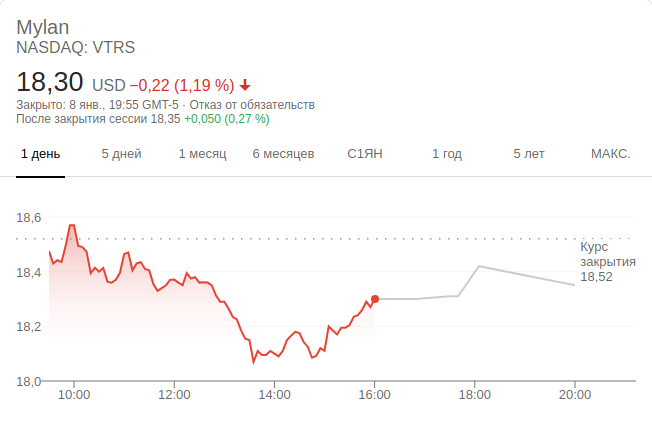 Mylan
NASDAQ: VTRS
18,30 USD −0,22 (1,19 %)
Закрыто: 8 янв., 19:55 GMT-5 · Отказ от обязательств
После закрытия сессии 18,35 +0,050 (0,27 %)
1 день 5 дней 1 месяц 6 месяцев С1ЯН 1 год 5 лет МАКС.
18,6
Курс
закрытия
18,52
18,4
18,2
18,0
10:00 12:00 14:00 16:00 18:00 20:00